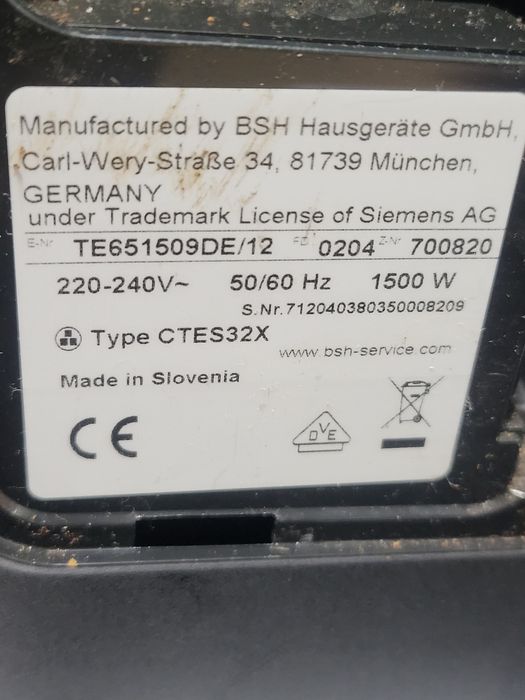 Manufactured by BSH Hausgeräte GmbH,
Carl-Wery-Straße 34, 81739 München,
GERMANY
under Trademark License of Siemens AG
E-Nr TE651509DE/12 FD 0204 Z-Nr 700820
220-240V~ 50/60 Hz 1500 W
S.Nr.712040380350008209
Type CTES32X
www.bsh-service.com
Made in Slovenia
CE
DVE